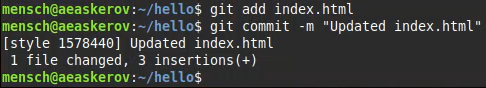 mensch@aeaskerov:~/hello$ git add index.html
mensch@aeaskerov:~/hello$ git commit -m "Updated index.html"
[style 1578440] Updated index.html
 1 file changed, 3 insertions(+)
mensch@aeaskerov:~/hello$